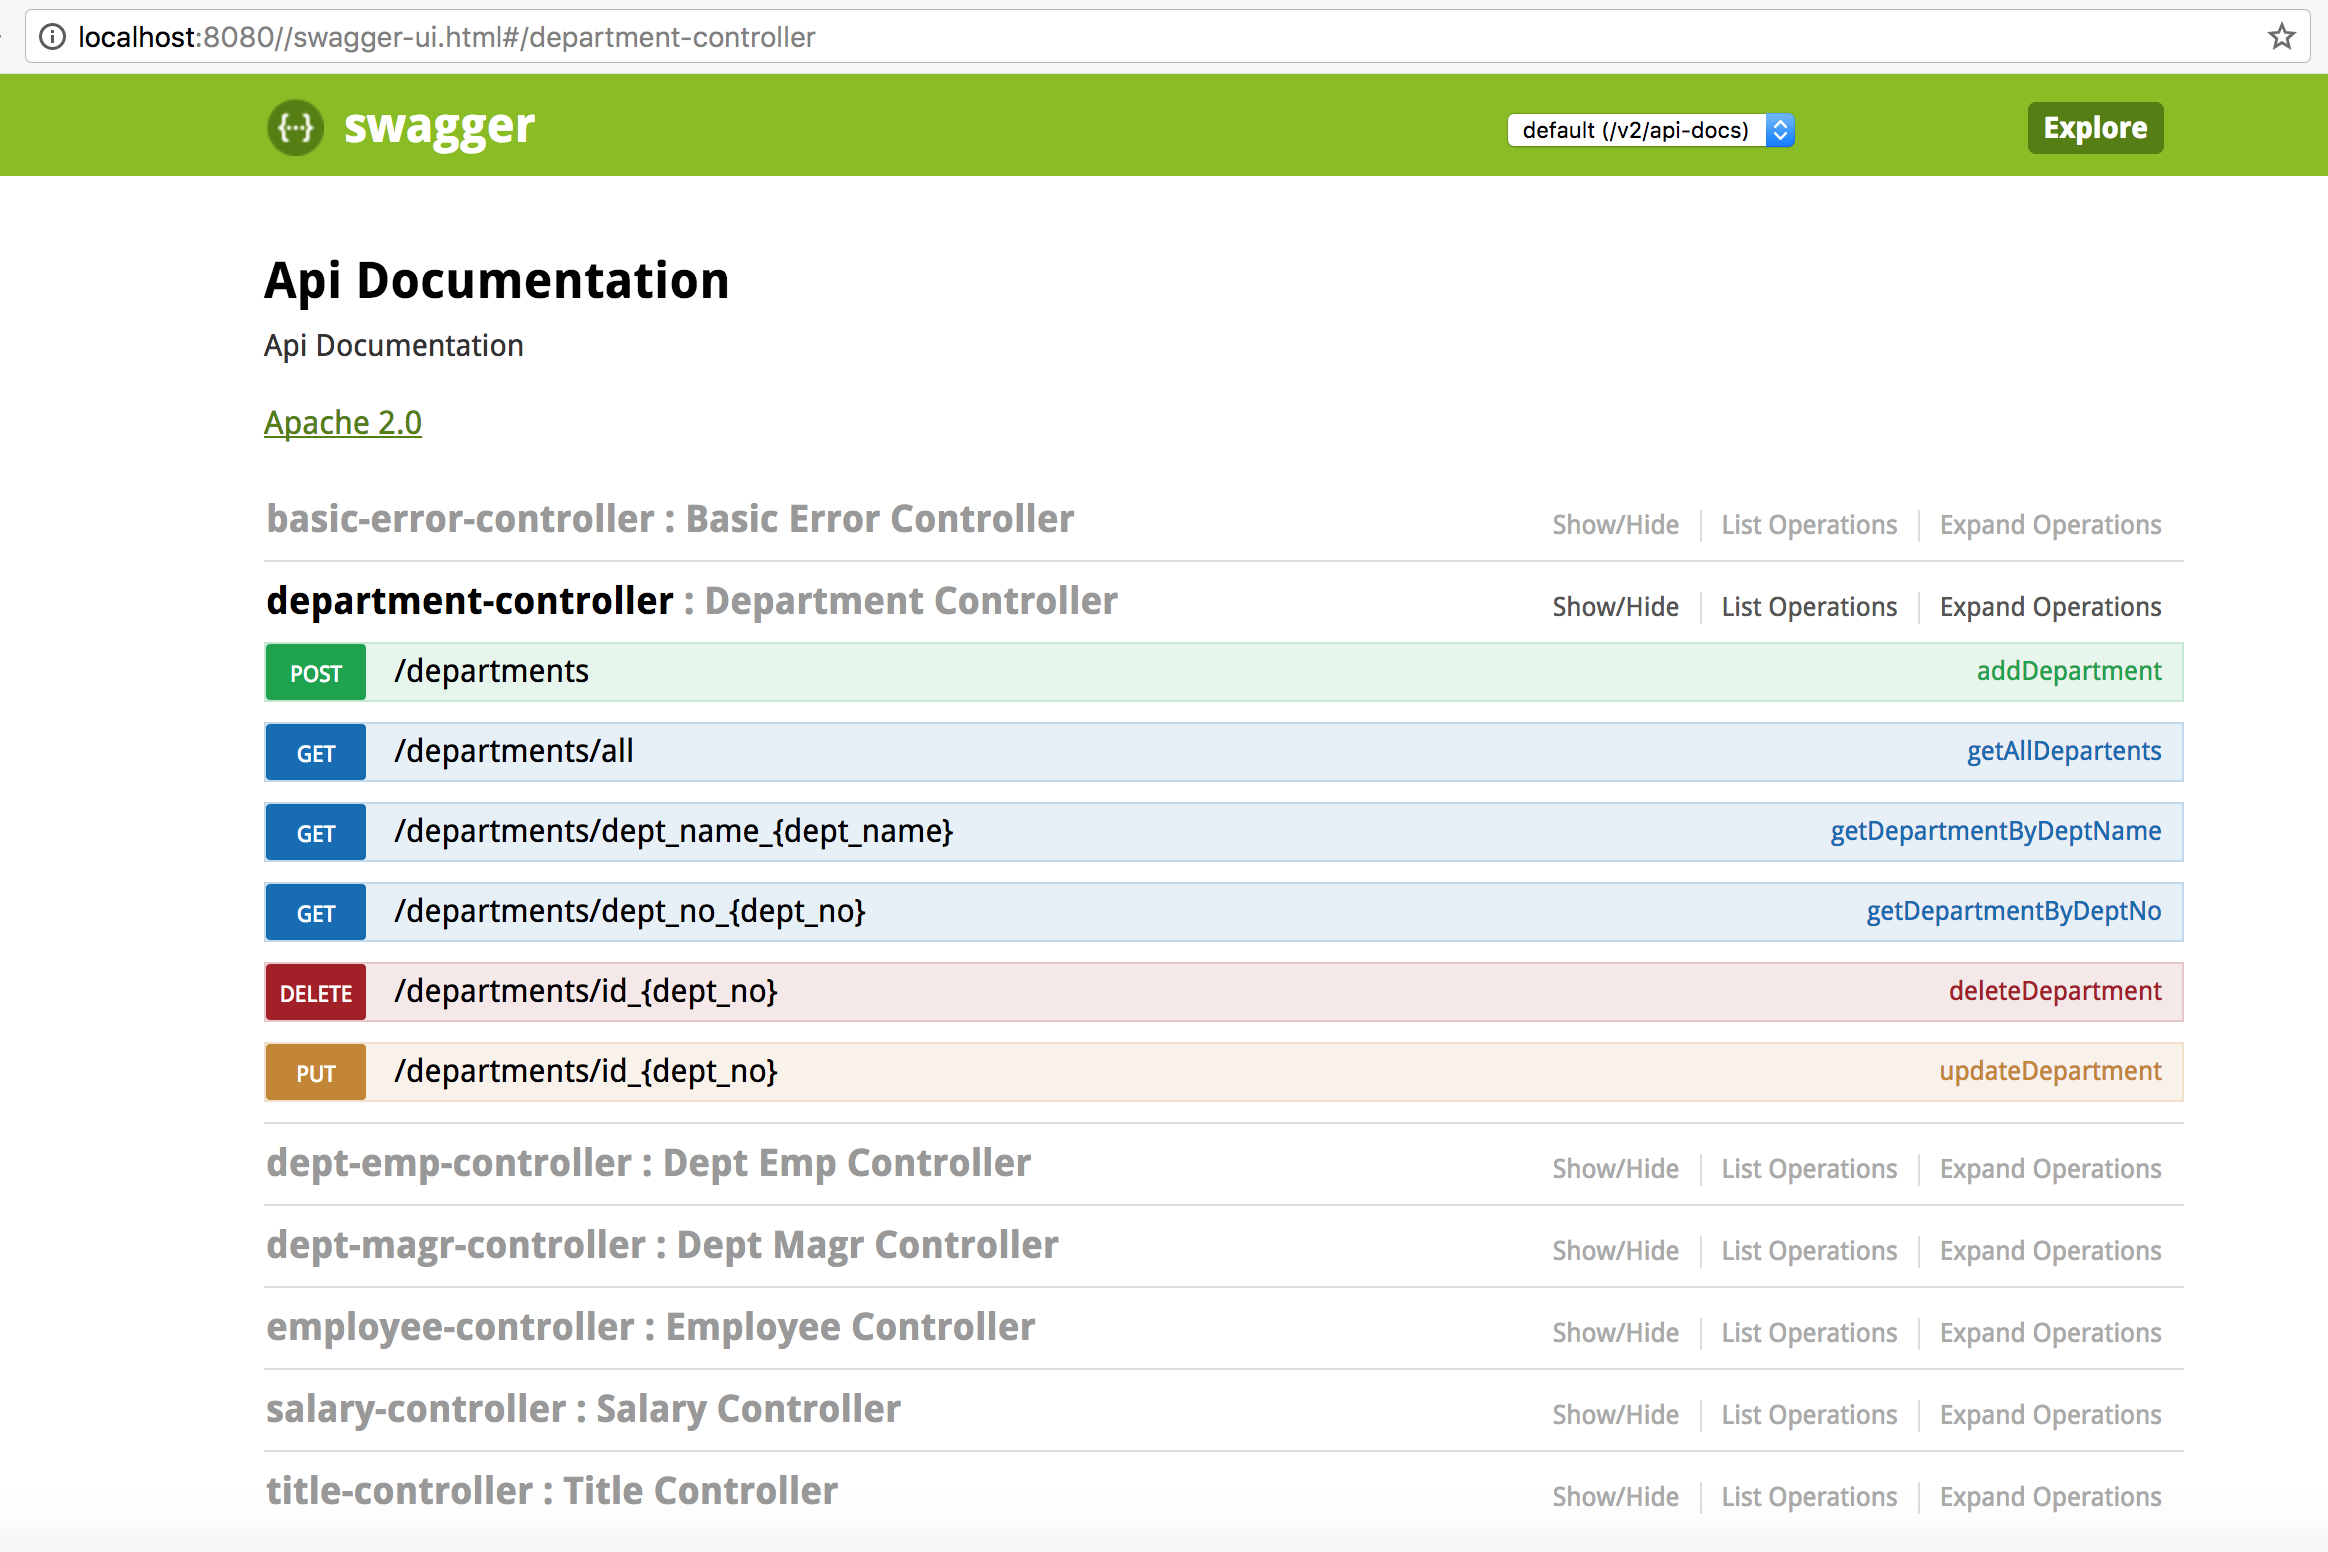 localhost:8080//swagger-ui.html#/department-controller
{···} swagger default (/v2/api-docs) Explore
Api Documentation
Api Documentation
Apache 2.0
basic-error-controller : Basic Error Controller Show/Hide List Operations Expand Operations
department-controller : Department Controller Show/Hide List Operations Expand Operations
POST /departments addDepartment
GET /departments/all getAllDepartents
GET /departments/dept_name_{dept_name} getDepartmentByDeptName
GET /departments/dept_no_{dept_no} getDepartmentByDeptNo
DELETE /departments/id_{dept_no} deleteDepartment
PUT /departments/id_{dept_no} updateDepartment
dept-emp-controller : Dept Emp Controller Show/Hide List Operations Expand Operations
dept-magr-controller : Dept Magr Controller Show/Hide List Operations Expand Operations
employee-controller : Employee Controller Show/Hide List Operations Expand Operations
salary-controller : Salary Controller Show/Hide List Operations Expand Operations
title-controller : Title Controller Show/Hide List Operations Expand Operations